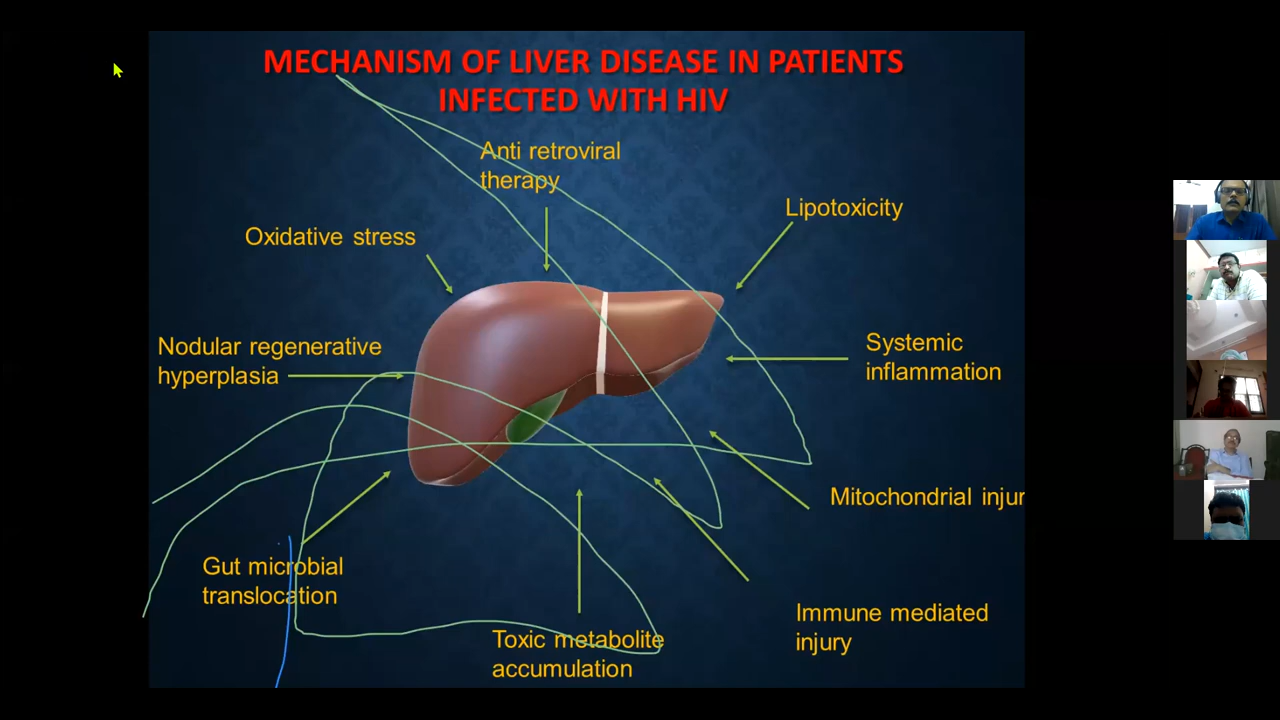 MECHANISM OF LIVER DISEASE IN PATIENTS
INFECTED WITH HIV
Anti retroviral
therapy
Lipotoxicity
Oxidative stress
Nodular regenerative
hyperplasia
Systemic
inflammation
Mitochondrial injur
Gut microbial
translocation
Immune mediated
injury
Toxic metabolite
accumulation